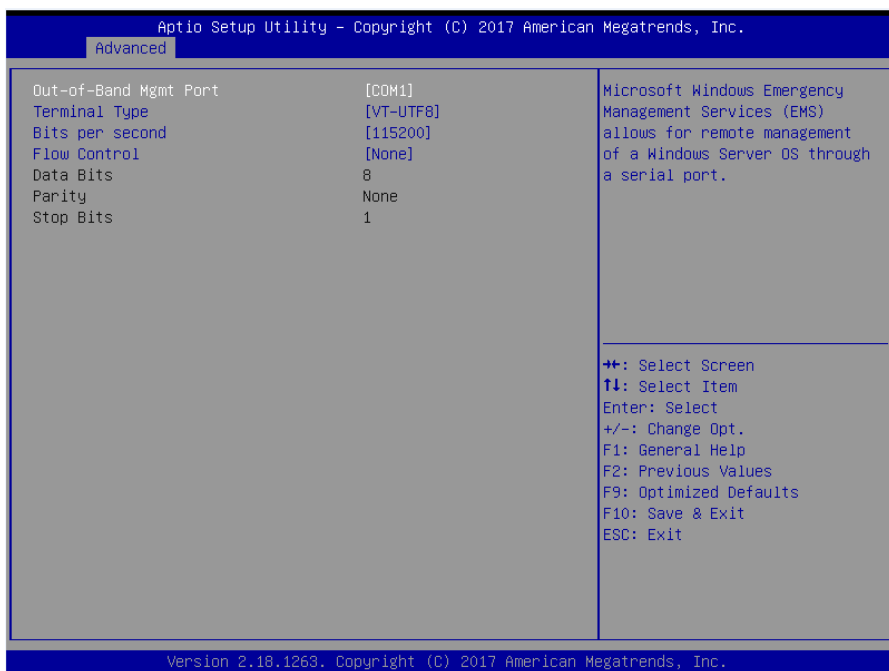 Aptio Setup Utility – Copyright (C) 2017 American Megatrends, Inc.
Advanced
Out-of-Band Mgmt Port [COM1]
Terminal Type [VT-UTF8]
Bits per second [115200]
Flow Control [None]
Data Bits 8
Parity None
Stop Bits 1
Microsoft Windows Emergency
Management Services (EMS)
allows for remote management
of a Windows Server OS through
a serial port.
→←: Select Screen
↑↓: Select Item
Enter: Select
+/-: Change Opt.
F1: General Help
F2: Previous Values
F9: Optimized Defaults
F10: Save & Exit
ESC: Exit
Version 2.18.1263. Copyright (C) 2017 American Megatrends, Inc.